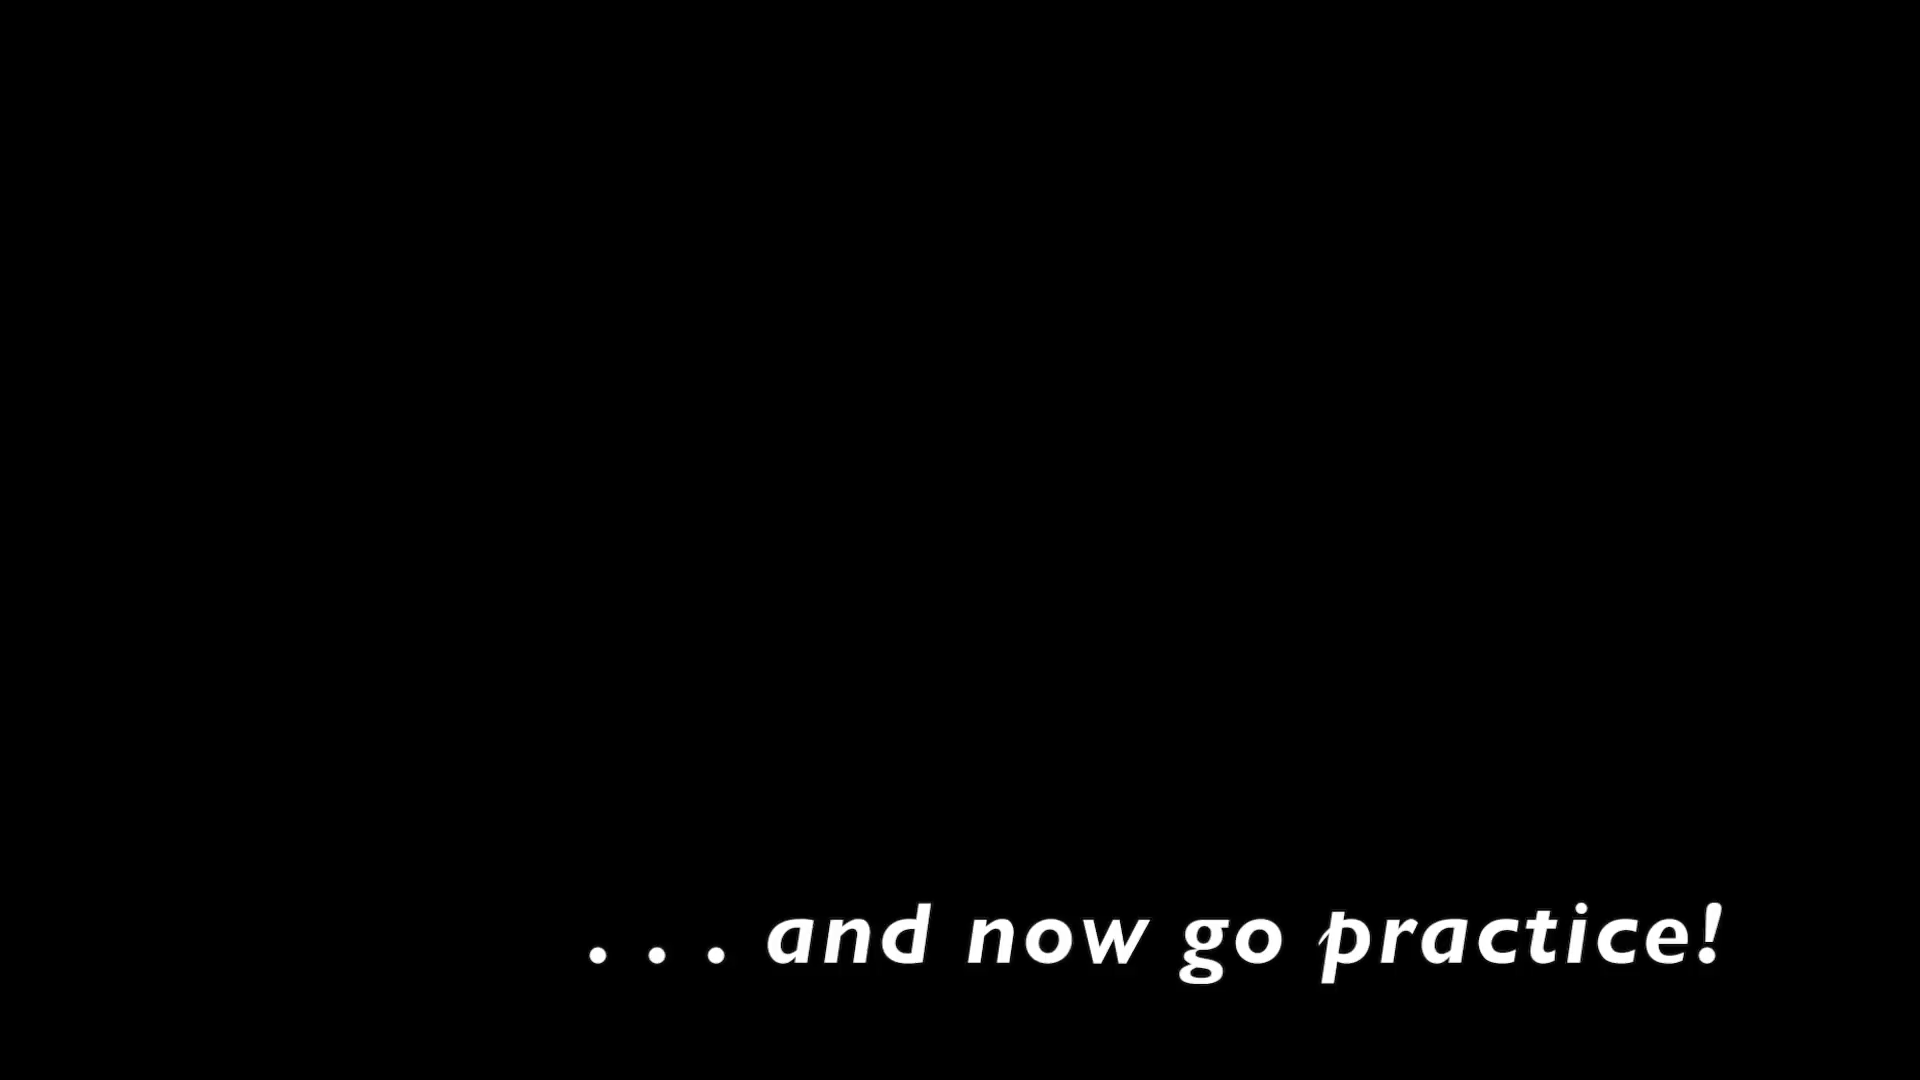 . . . and now go practice!